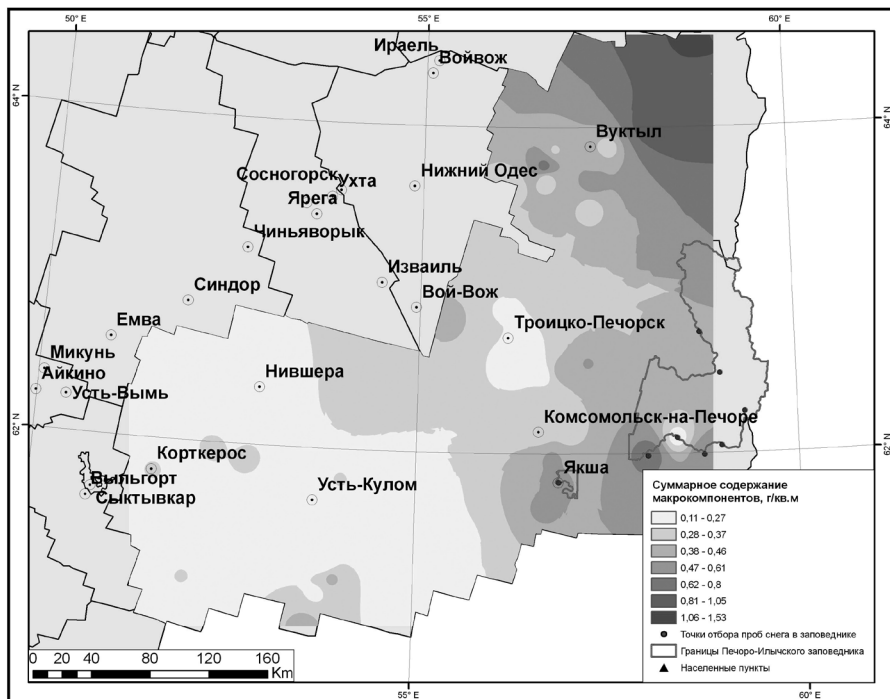 50° E
55° E
60° E
64° N
64° N
Ираель
Войвож
Вуктыл
Сосногорск
Ухта
Нижний Одес
Ярега
Чиньяворык
Изваиль
Синдор
Вой-Вож
Емва
Троицко-Печорск
Микунь
Айкино
Нившера
Усть-Вымь
62° N
Комсомольск-на-Печоре
62° N
Корткерос
Якша
Выльгорт
Усть-Кулом
Сыктывкар
Суммарное содержание
макрокомпонентов, г/кв.м
0,11 - 0,27
0,28 - 0,37
0,38 - 0,46
0,47 - 0,61
0,62 - 0,8
0,81 - 1,05
1,06 - 1,53
Точки отбора проб снега в заповеднике
Границы Печоро-Илычского заповедника
Населенные пункты
0 20 40 80 120 160
Km
55° E
60° E